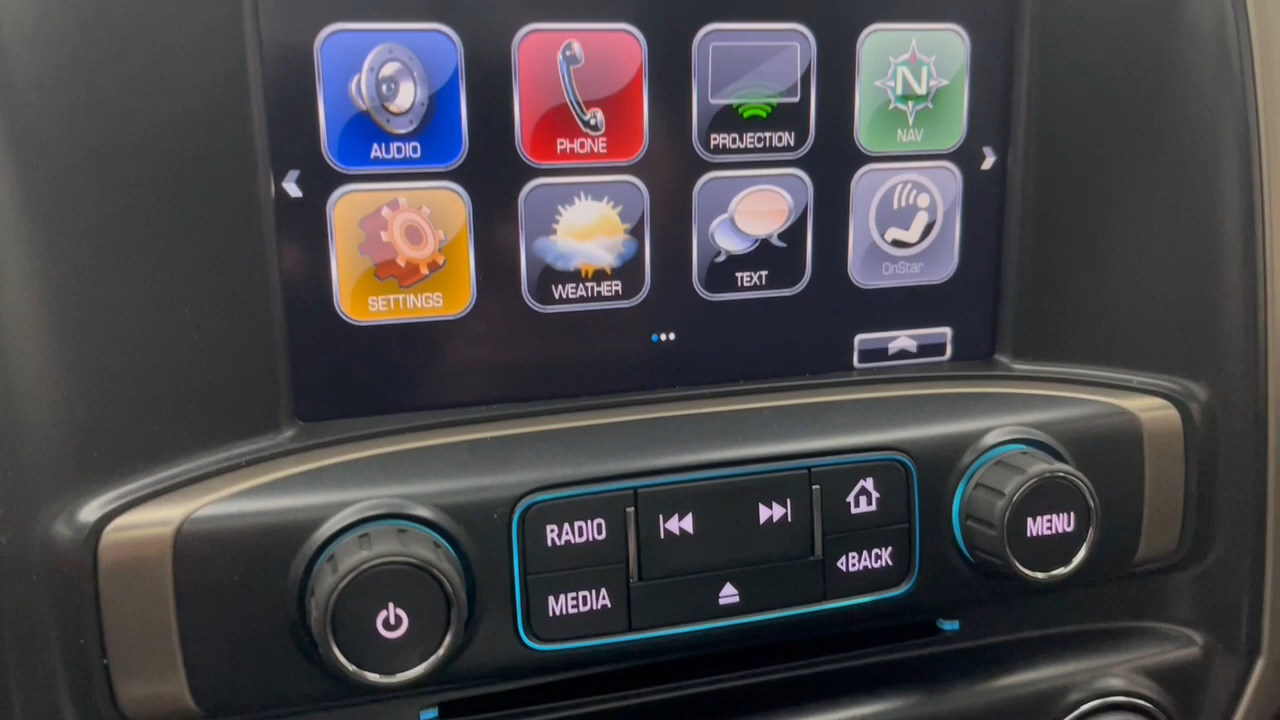 AUDIO
PHONE
PROJECTION
N
NAV
SETTINGS
WEATHER
TEXT
OnStar
RADIO
MEDIA
BACK
MENU